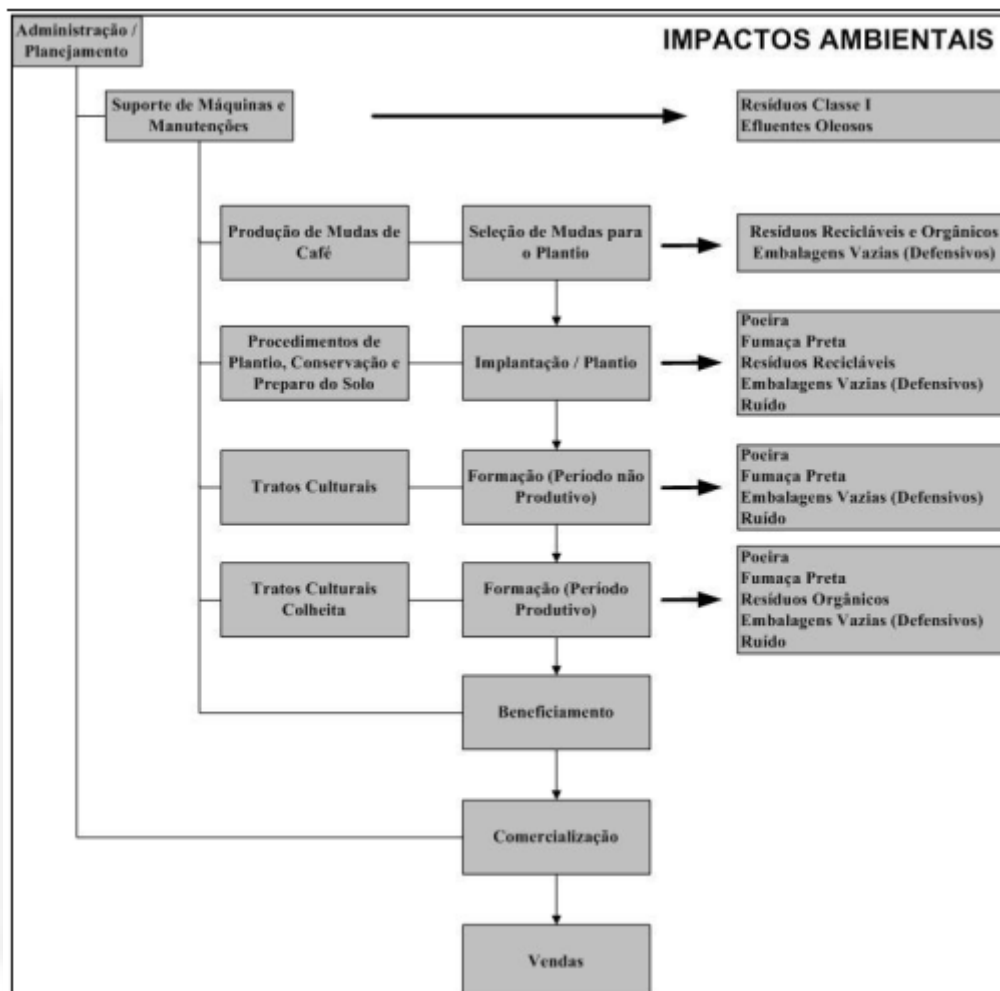 Administração /
Planejamento
IMPACTOS AMBIENTAIS
Suporte de Máquinas e
Manutenções
Resíduos Classe I
Efluentes Oleosos
Produção de Mudas de
Café
Seleção de Mudas para
o Plantio
Resíduos Recicláveis e Orgânicos
Embalagens Vazias (Defensivos)
Procedimentos de
Plantio, Conservação e
Preparo do Solo
Implantação / Plantio
Poeira
Fumaça Preta
Resíduos Recicláveis
Embalagens Vazias (Defensivos)
Ruído
Tratos Culturais
Formação (Período não
Produtivo)
Poeira
Fumaça Preta
Embalagens Vazias (Defensivos)
Ruído
Tratos Culturais
Colheita
Formação (Período
Produtivo)
Poeira
Fumaça Preta
Resíduos Orgânicos
Embalagens Vazias (Defensivos)
Ruído
Beneficiamento
Comercialização
Vendas